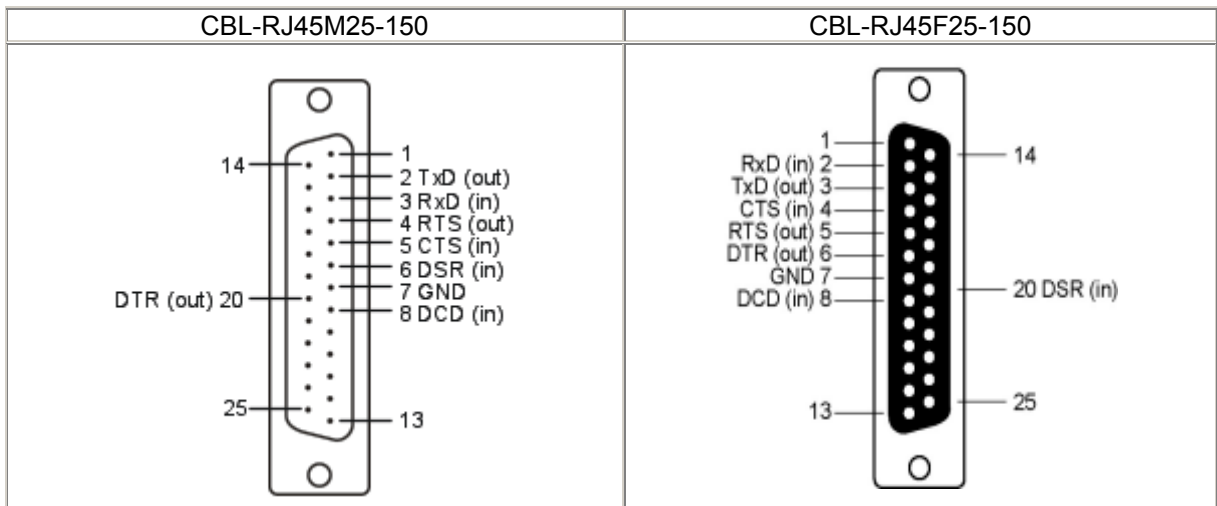 CBL-RJ45M25-150
14
DTR (out) 20
25
1
2 TxD (out)
3 RxD (in)
4 RTS (out)
5 CTS (in)
6 DSR (in)
7 GND
8 DCD (in)
13
CBL-RJ45F25-150
1
RxD (in) 2
TxD (out) 3
CTS (in) 4
RTS (out) 5
DTR (out) 6
GND 7
DCD (in) 8
13
14
20 DSR (in)
25